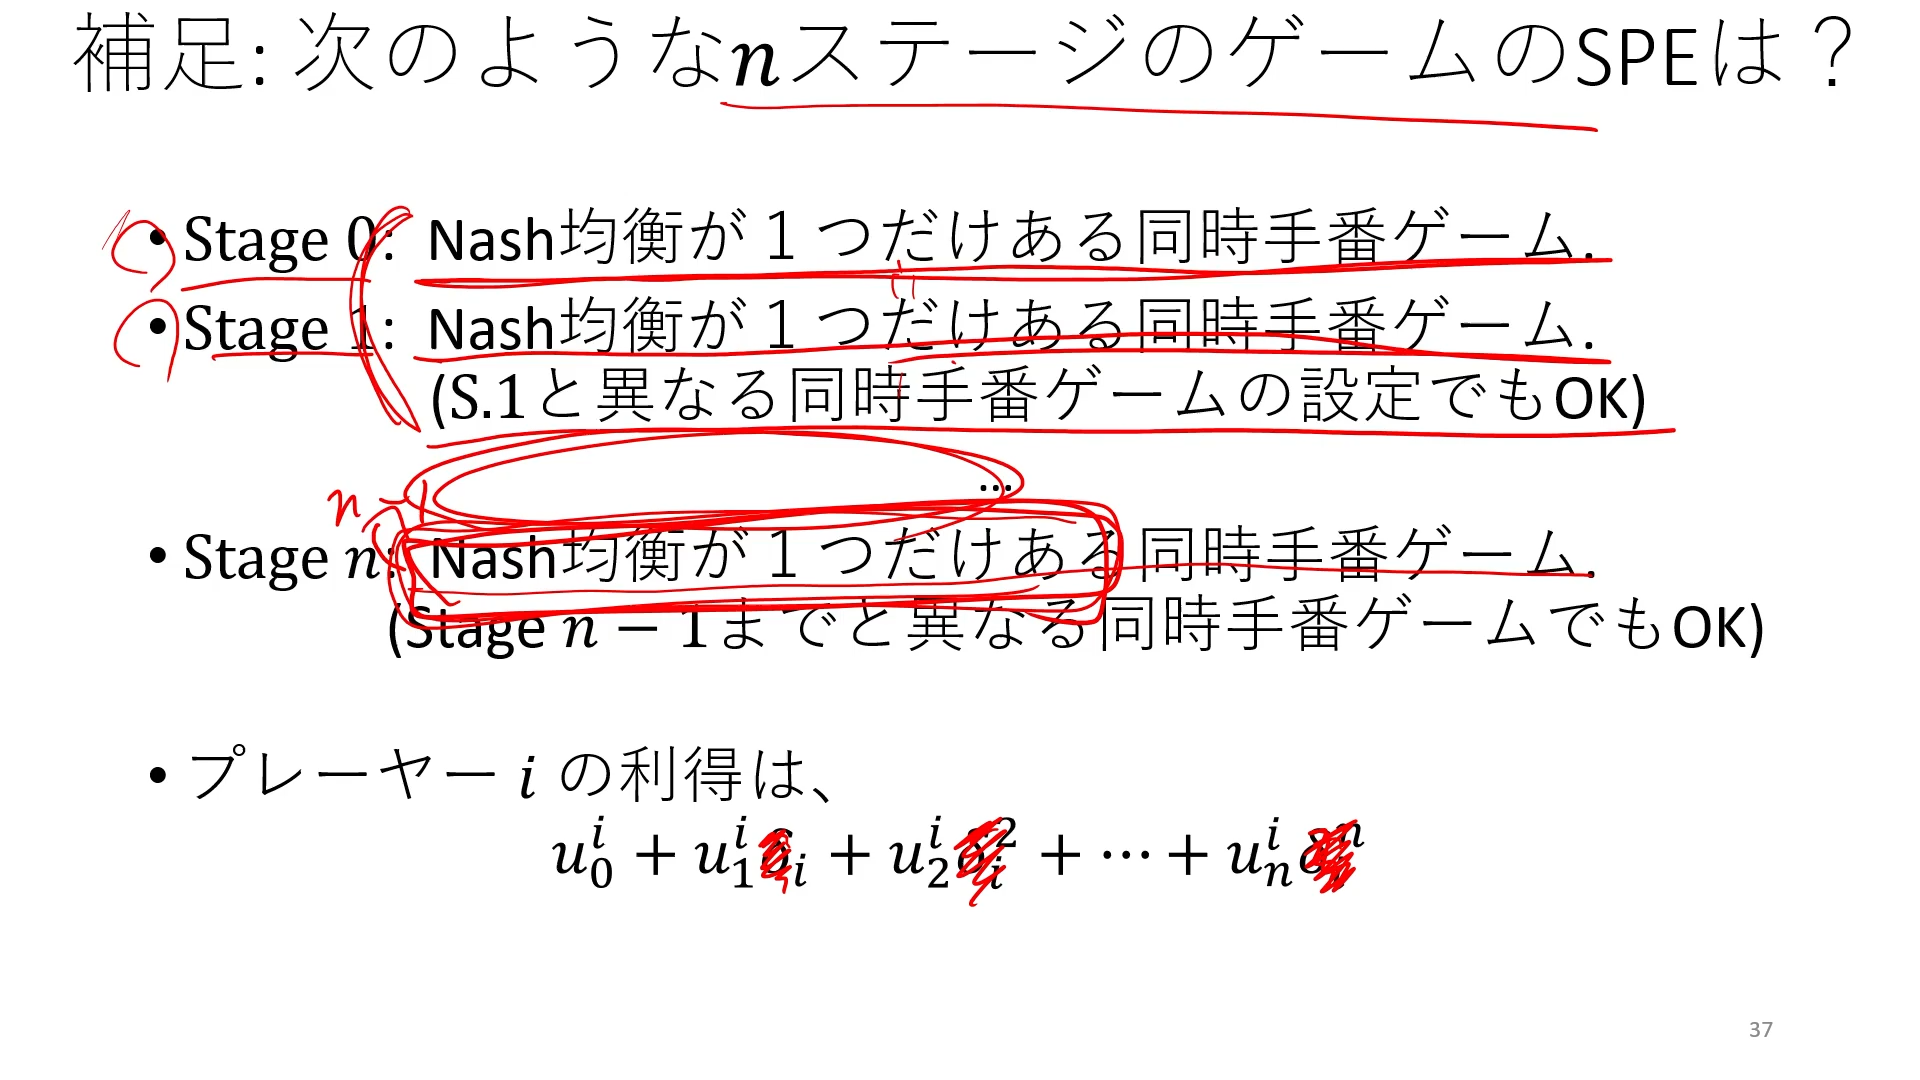 補足: 次のようなnステージのゲームのSPEは？
• Stage 0: Nash均衡が１つだけある同時手番ゲーム.
• Stage 1: Nash均衡が１つだけある同時手番ゲーム.
(S.1と異なる同時手番ゲームの設定でもOK)
…
n-1
• Stage n: Nash均衡が１つだけある同時手番ゲーム.
(Stage n − 1までと異なる同時手番ゲームでもOK)
• プレーヤー i の利得は、
u₀ⁱ + u₁ⁱδᵢ + u₂ⁱδᵢ² + ⋯ + uₙⁱδᵢⁿ
37